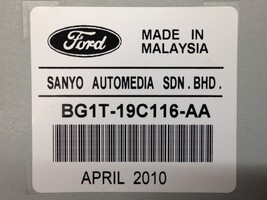 Ford
MADE IN
MALAYSIA
SANYO AUTOMEDIA SDN.BHD.
BG1T-19C116-AA
APRIL 2010